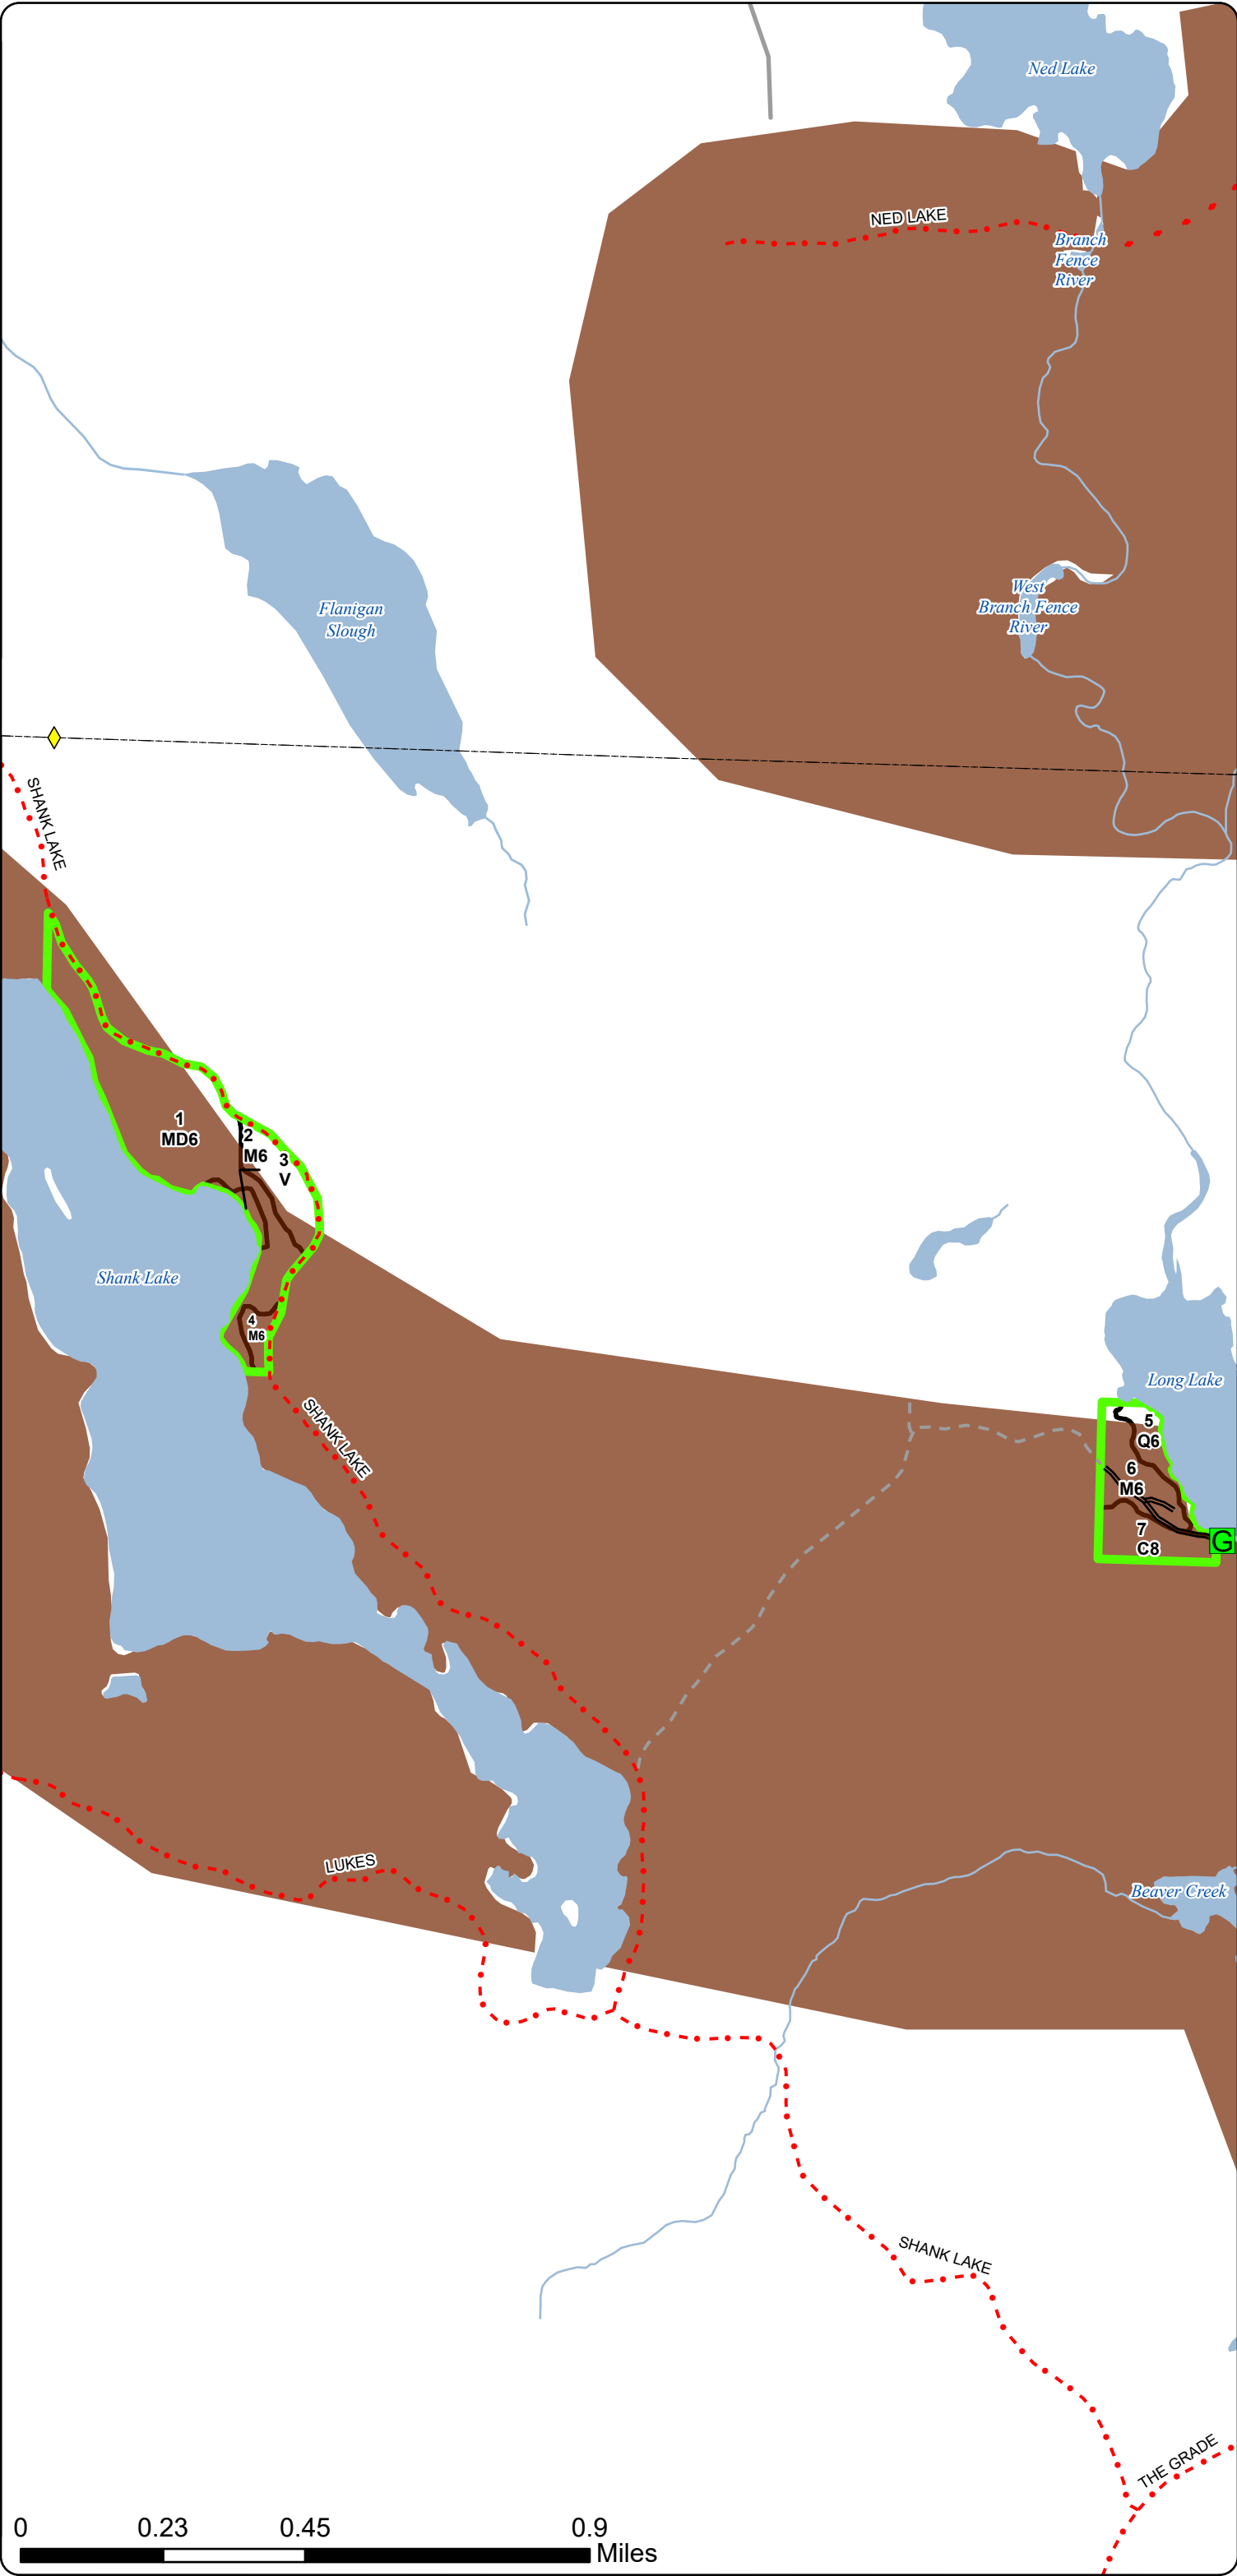 Ned Lake
NED LAKE
Branch
Fence
River
West
Branch Fence
River
Flanigan
Slough
SHANK LAKE
1
MD6
2
M6
3
V
Shank Lake
4
M6
Long Lake
SHANK LAKE
5
Q6
6
M6
7
C8
G
LUKES
Beaver Creek
SHANK LAKE
THE GRADE
0 0.23 0.45 0.9
Miles